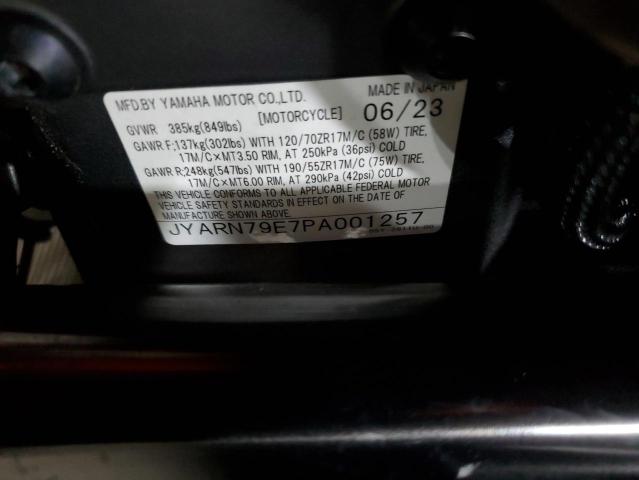 MADE IN JAPAN
MFD.BY YAMAHA MOTOR CO.,LTD.
[MOTORCYCLE] 06/23
GVWR 385kg(849lbs)
GAWR F;137kg(302lbs) WITH 120/70ZR17M/C (58W) TIRE,
17M/C×MT3.50 RIM, AT 250kPa (36psi) COLD
GAWR R;248kg(547lbs) WITH 190/55ZR17M/C (75W) TIRE,
17M/C×MT6.00 RIM, AT 290kPa (42psi) COLD
THIS VEHICLE CONFORMS TO ALL APPLICABLE FEDERAL MOTOR
VEHICLE SAFETY STANDARDS IN EFFECT ON THE DATE OF
MANUFACTURE SHOWN ABOVE.
JYARN79E7PA001257